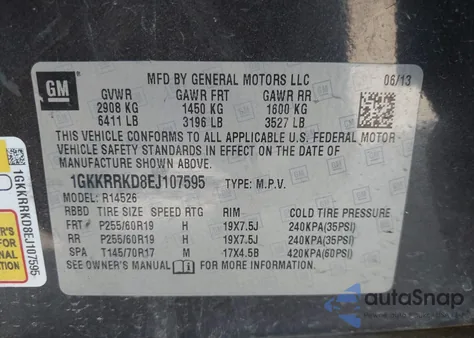 GM
MFD BY GENERAL MOTORS LLC 06/13
GVWR GAWR FRT GAWR RR
2908 KG 1450 KG 1600 KG
6411 LB 3196 LB 3527 LB
THIS VEHICLE CONFORMS TO ALL APPLICABLE U.S. FEDERAL MOTOR
VEHICLE SAFETY STANDARDS IN EFFECT ON THE DATE OF
MANUFACTURE SHOWN ABOVE.
1GKKRRKD8EJ107595 TYPE: M.P.V.
MODEL: R14526
RBBD TIRE SIZE SPEED RTG RIM COLD TIRE PRESSURE
FRT P255/60R19 H 19X7.5J 240KPA(35PSI)
RR P255/60R19 H 19X7.5J 240KPA(35PSI)
SPA T145/70R17 M 17X4.5B 420KPA(60PSI)
SEE OWNER'S MANUAL FOR MORE INFORMATION
1GKKRRKD8EJ107595
autoSnap
by carfast